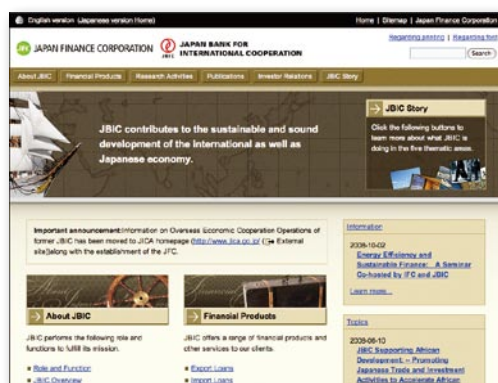 English version (Japanese version Home)
Home | Sitemap | Japan Finance Corporation
JFC JAPAN FINANCE CORPORATION
JBIC JAPAN BANK FOR
INTERNATIONAL COOPERATION
Regarding printing | Regarding font
Search
About JBIC
Financial Products
Research Activities
Publications
Investor Relations
JBIC Story
JBIC contributes to the sustainable and sound
development of the international as well as
Japanese economy.
JBIC Story
Click the following buttons to
learn more about what JBIC is
doing in the five thematic areas.
Important announcement:Information on Overseas Economic Cooperation Operations of
former JBIC has been moved to JICA homepage (http://www.jica.go.jp/ ( External
site))along with the establishment of the JFC.
About JBIC
JBIC performs the following role and
functions to fulfill its mission.
Role and Function
JBIC Overview
Financial Products
JBIC offers a range of financial products and
other services to our clients.
Export Loans
Import Loans
Information
2008-10-02
Energy Efficiency and
Sustainable Finance: A Seminar
Co-hosted by IFC and JBIC
Learn more...
Topics
2008-06-10
JBIC Supporting African
Development: – Promoting
Japanese Trade and Investment
Activities to Accelerate African